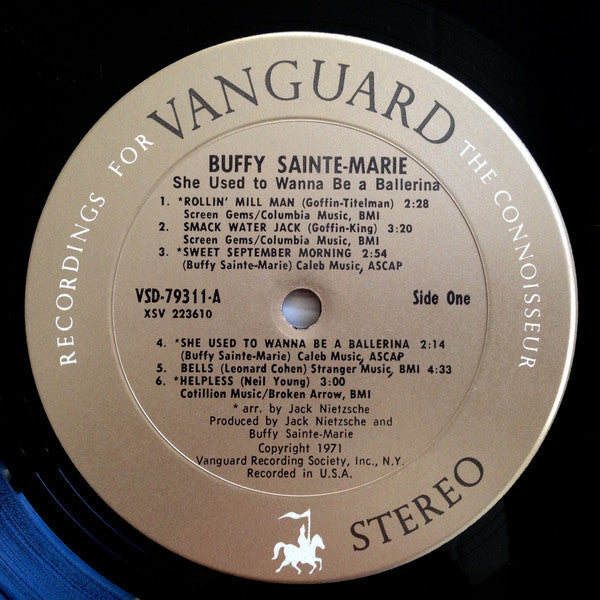 RECORDINGS FOR VANGUARD THE CONNOISSEUR
BUFFY SAINTE-MARIE
She Used to Wanna Be a Ballerina
1. *ROLLIN' MILL MAN (Goffin-Titelman) 2:28
Screen Gems/Columbia Music, BMI
2. SMACK WATER JACK (Goffin-King) 3:20
Screen Gems/Columbia Music, BMI
3. *SWEET SEPTEMBER MORNING 2:54
(Buffy Sainte-Marie) Caleb Music, ASCAP
VSD-79311-A Side One
XSV 223610
4. *SHE USED TO WANNA BE A BALLERINA 2:14
(Buffy Sainte-Marie) Caleb Music, ASCAP
5. BELLS (Leonard Cohen) Stranger Music, BMI 4:33
6. *HELPLESS (Neil Young) 3:00
Cotillion Music/Broken Arrow, BMI
* arr. by Jack Nietzsche
Produced by Jack Nietzsche and
Buffy Sainte-Marie
Copyright 1971
Vanguard Recording Society, Inc., N.Y.
Recorded in U.S.A.
STEREO